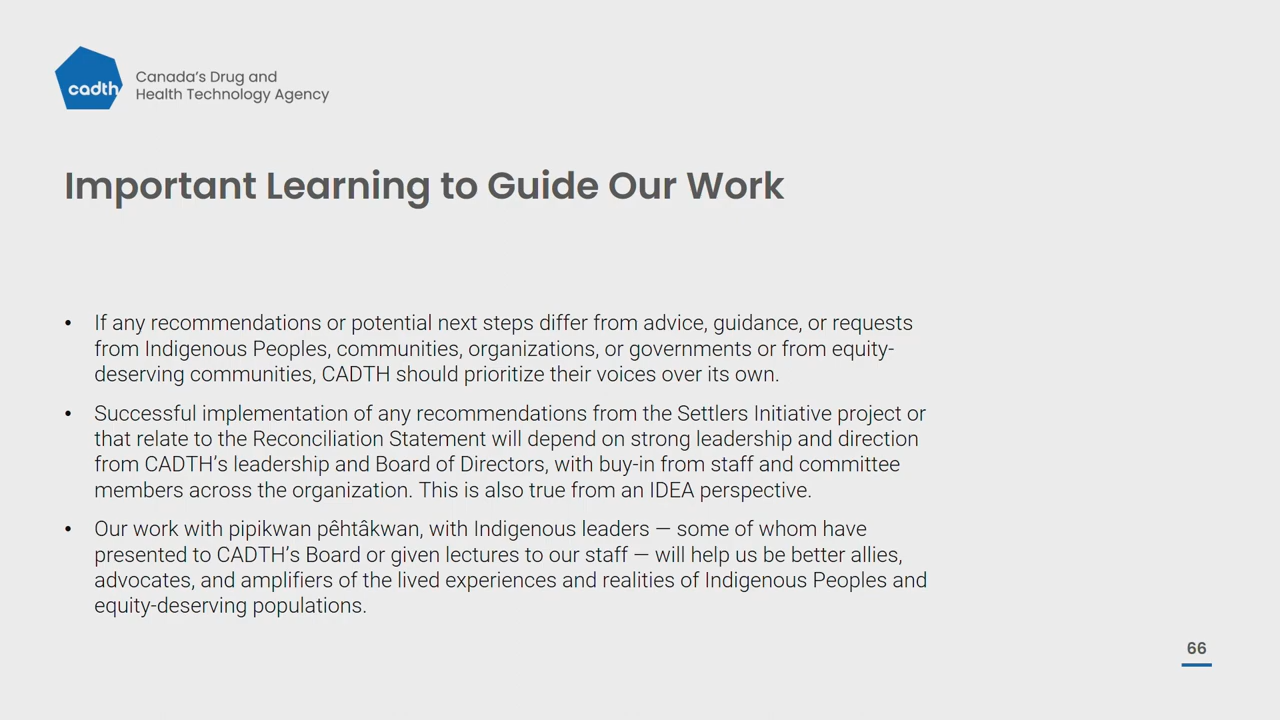 cadth
Canada's Drug and
Health Technology Agency
Important Learning to Guide Our Work
• If any recommendations or potential next steps differ from advice, guidance, or requests
from Indigenous Peoples, communities, organizations, or governments or from equity-
deserving communities, CADTH should prioritize their voices over its own.
• Successful implementation of any recommendations from the Settlers Initiative project or
that relate to the Reconciliation Statement will depend on strong leadership and direction
from CADTH's leadership and Board of Directors, with buy-in from staff and committee
members across the organization. This is also true from an IDEA perspective.
• Our work with pipikwan pêhtâkwan, with Indigenous leaders — some of whom have
presented to CADTH's Board or given lectures to our staff — will help us be better allies,
advocates, and amplifiers of the lived experiences and realities of Indigenous Peoples and
equity-deserving populations.
66